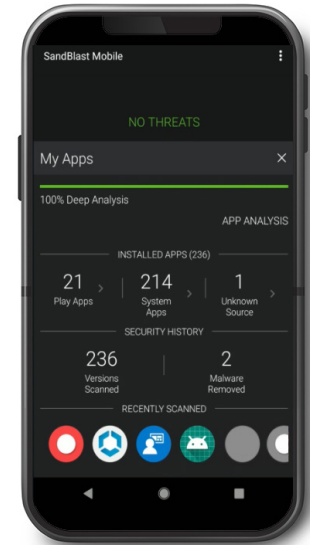 SandBlast Mobile
NO THREATS
My Apps
100% Deep Analysis
APP ANALYSIS
INSTALLED APPS (236)
21
Play Apps
214
System
Apps
1
Unknown
Source
SECURITY HISTORY
236
Versions
Scanned
2
Malware
Removed
RECENTLY SCANNED